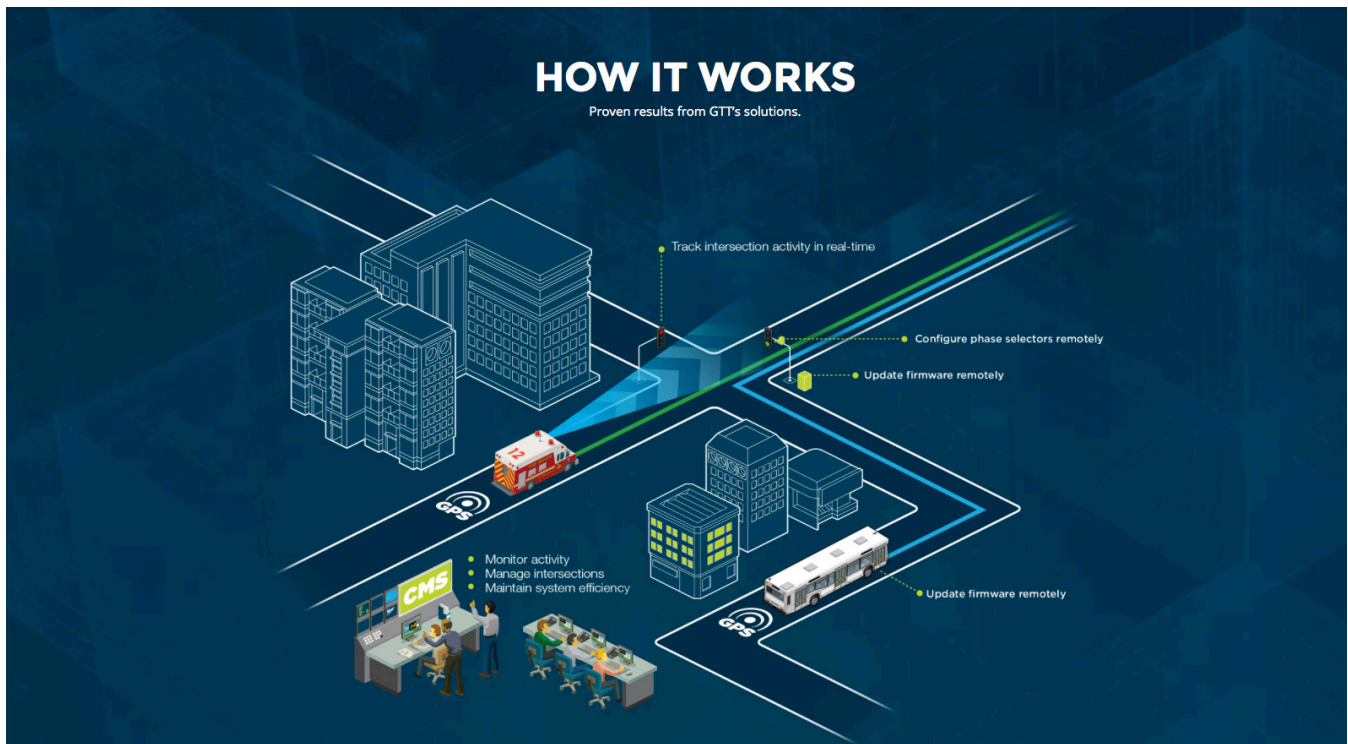 HOW IT WORKS
Proven results from GTT's solutions.
Track intersection activity in real-time
Configure phase selectors remotely
Update firmware remotely
12
GPS
Monitor activity
Manage intersections
Maintain system efficiency
CMS
Update firmware remotely
GPS